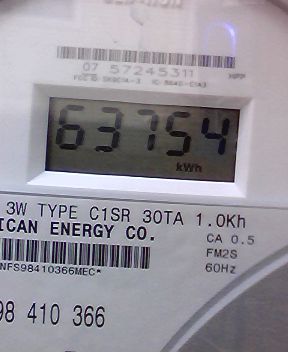 07 57245311
63754
kWh
3W TYPE C1SR 30TA 1.0Kh
ICAN ENERGY CO.
CA 0.5
FM2S
60Hz
NFS98410366MEC*
98 410 366